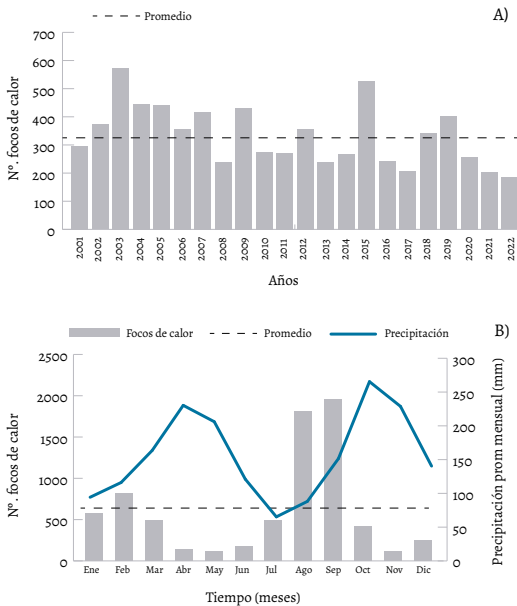 Promedio
A)
Nº. focos de calor
700
600
500
400
300
200
100
0
2001 2002 2003 2004 2005 2006 2007 2008 2009 2010 2011 2012 2013 2014 2015 2016 2017 2018 2019 2020 2021 2022
Años
Focos de calor Promedio Precipitación B)
Nº. focos de calor
2500
2000
1500
1000
500
0
300
250
200
150
100
50
0
Precipitación prom mensual (mm)
Ene Feb Mar Abr May Jun Jul Ago Sep Oct Nov Dic
Tiempo (meses)